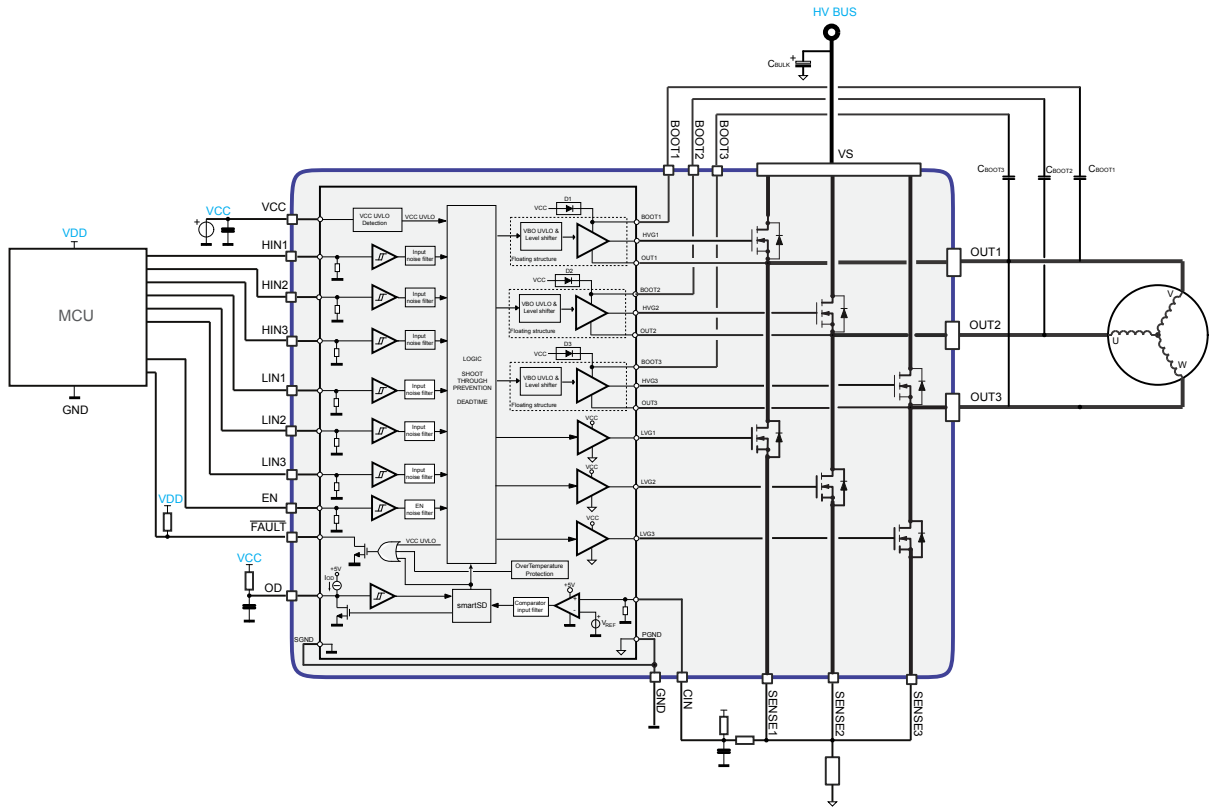 HV BUS
CBULK
BOOT1
BOOT2
BOOT3
VS
CBOOT3
CBOOT2
CBOOT1
VCC
VCC
VCC UVLO
Detection
VCC UVLO
D1
VCC
BOOT1
VBO UVLO &
Level shifter
Floating structure
HVG1
OUT1
VDD
HIN1
Input
noise filter
OUT1
D2
VCC
BOOT2
HIN2
Input
noise filter
VBO UVLO &
Level shifter
Floating structure
HVG2
OUT2
MCU
V
U
W
OUT2
HIN3
Input
noise filter
D3
VCC
BOOT3
LOGIC
SHOOT
THROUGH
PREVENTION
DEADTIME
VBO UVLO
& Level shifter
Floating structure
HVG3
OUT3
LIN1
Input
noise filter
OUT3
GND
LIN2
Input
noise filter
VCC
LVG1
LIN3
Input
noise filter
VCC
LVG2
VDD
EN
EN
noise filter
VCC
LVG3
FAULT
VCC UVLO
OverTemperature
Protection
VCC
OD
IOD
+5V
smartSD
Comparator
input filter
+5V
+
-
+
VREF
SGND
PGND
GND
CIN
SENSE1
SENSE2
SENSE3